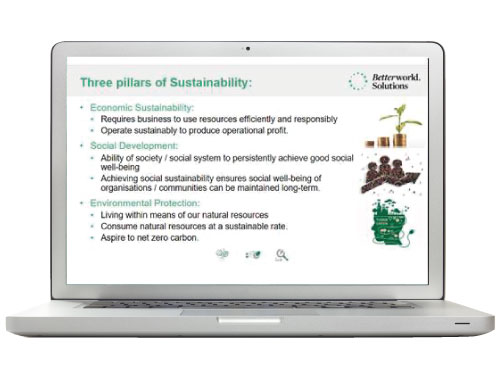 Three pillars of Sustainability:
Betterworld.
Solutions
• Economic Sustainability:
• Requires business to use resources efficiently and responsibly
• Operate sustainably to produce operational profit.
• Social Development:
• Ability of society / social system to persistently achieve good social
well-being
• Achieving social sustainability ensures social well-being of
organisations / communities can be maintained long-term.
• Environmental Protection:
• Living within means of our natural resources
• Consume natural resources at a sustainable rate.
• Aspire to net zero carbon.